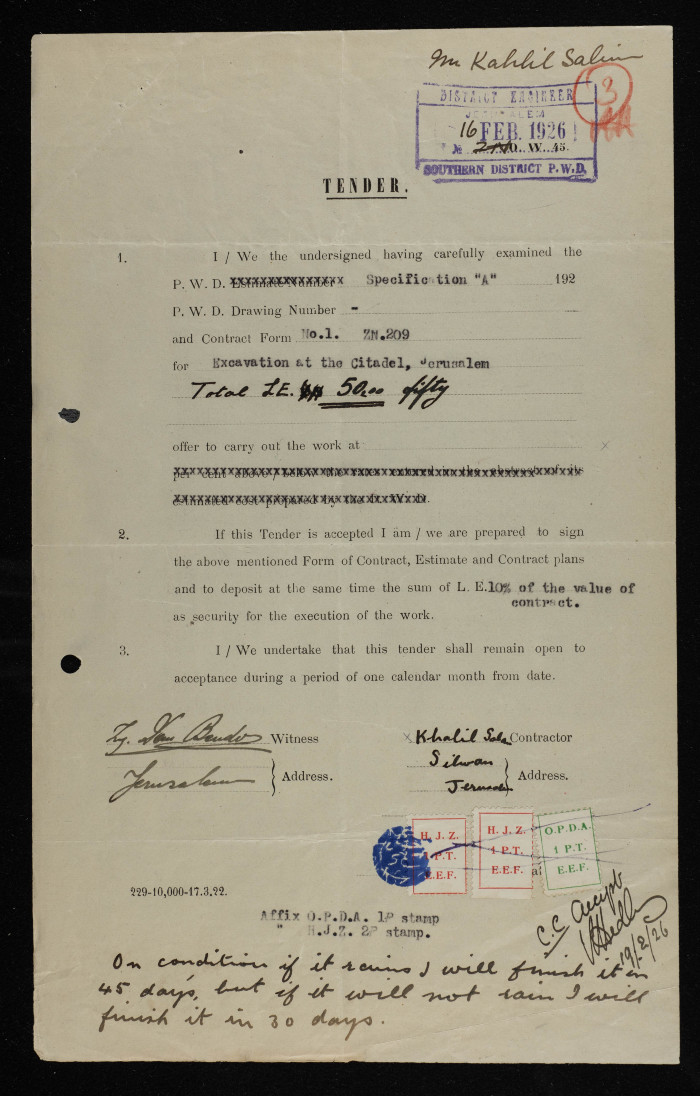 Mr Kahlil Salim
3
DISTRICT ENGINEER
JERUSALEM
16 FEB. 1926
№ ZN O. W. 45.
SOUTHERN DISTRICT P.W.D.
TENDER.
1. I / We the undersigned having carefully examined the
P. W. D. Estimate Number Specification "A" 192
P. W. D. Drawing Number -
and Contract Form No.1. ZN.209
for Excavation at the Citadel, Jerusalem
Total £E. 50.00 fifty
offer to carry out the work at
2. If this Tender is accepted I am / we are prepared to sign
the above mentioned Form of Contract, Estimate and Contract plans
and to deposit at the same time the sum of L. E. 10% of the value of
contract.
as security for the execution of the work.
3. I / We undertake that this tender shall remain open to
acceptance during a period of one calendar month from date.
Witness
Khalil Contractor
Jerusalem } Address.
Silwan
Address.
H. J. Z.
1 P.T.
E.E.F.
H. J. Z.
1 P.T.
E.E.F.
O.P.D.A.
1 P.T.
E.E.F.
229-10,000-17.3.22.
Affix O.P.D.A. 1P stamp
" H.J.Z. 2P stamp.
C.C.
19/2/26
On condition if it rains I will finish it in
45 days, but if it will not rain I will
finish it in 30 days.